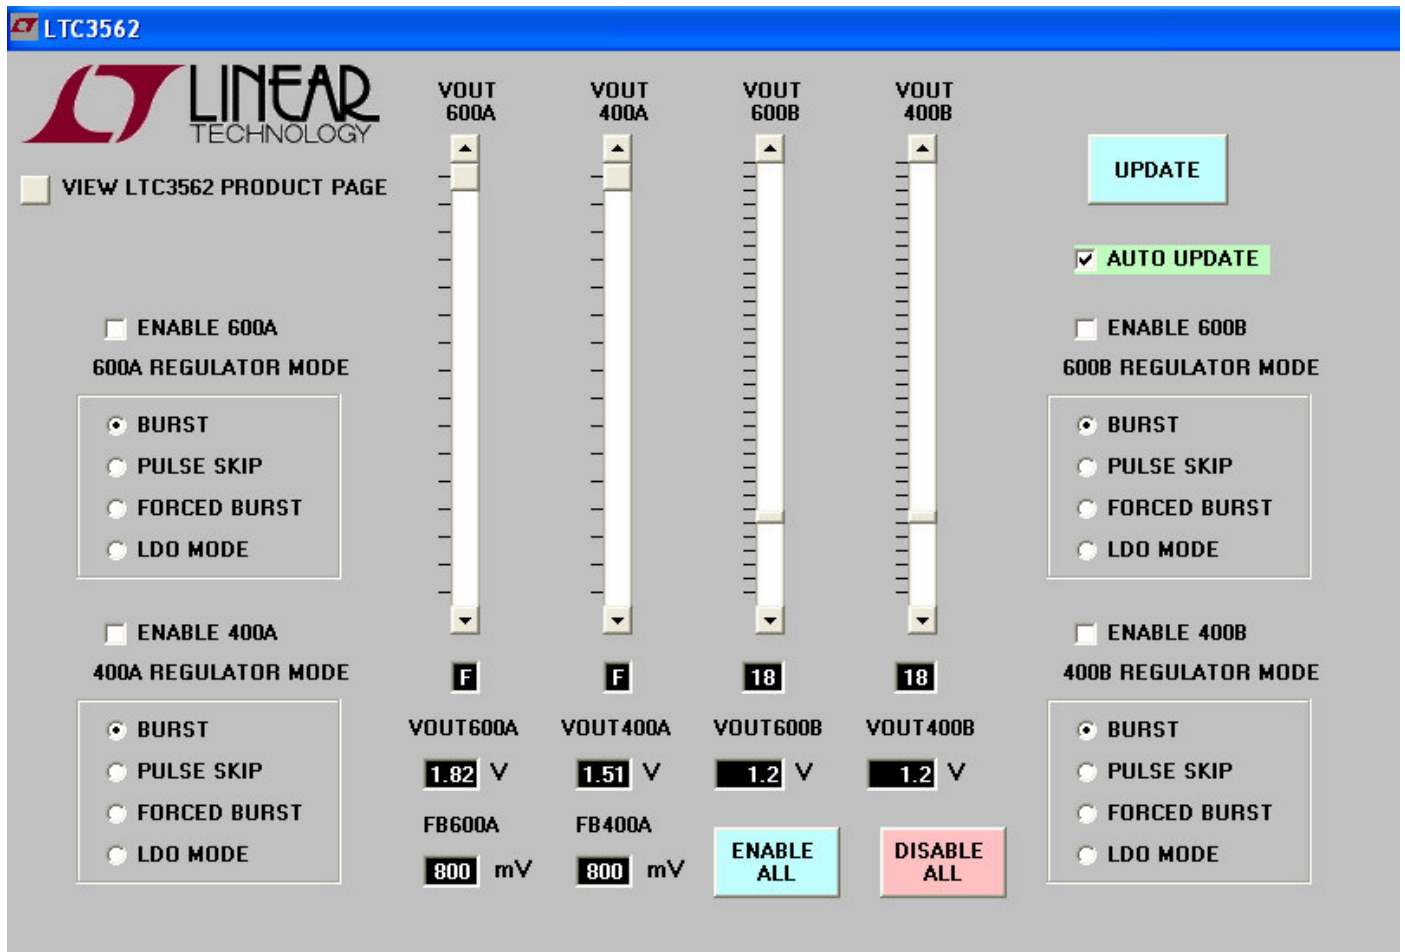 LTC3562
LINEAR
TECHNOLOGY
VIEW LTC3562 PRODUCT PAGE
VOUT
600A
VOUT
400A
VOUT
600B
VOUT
400B
UPDATE
AUTO UPDATE
ENABLE 600A
600A REGULATOR MODE
BURST
PULSE SKIP
FORCED BURST
LDO MODE
ENABLE 400A
400A REGULATOR MODE
BURST
PULSE SKIP
FORCED BURST
LDO MODE
F
F
18
18
VOUT600A
VOUT400A
VOUT600B
VOUT400B
1.82 V
1.51 V
1.2 V
1.2 V
FB600A
FB400A
800 mV
800 mV
ENABLE
ALL
DISABLE
ALL
ENABLE 600B
600B REGULATOR MODE
BURST
PULSE SKIP
FORCED BURST
LDO MODE
ENABLE 400B
400B REGULATOR MODE
BURST
PULSE SKIP
FORCED BURST
LDO MODE